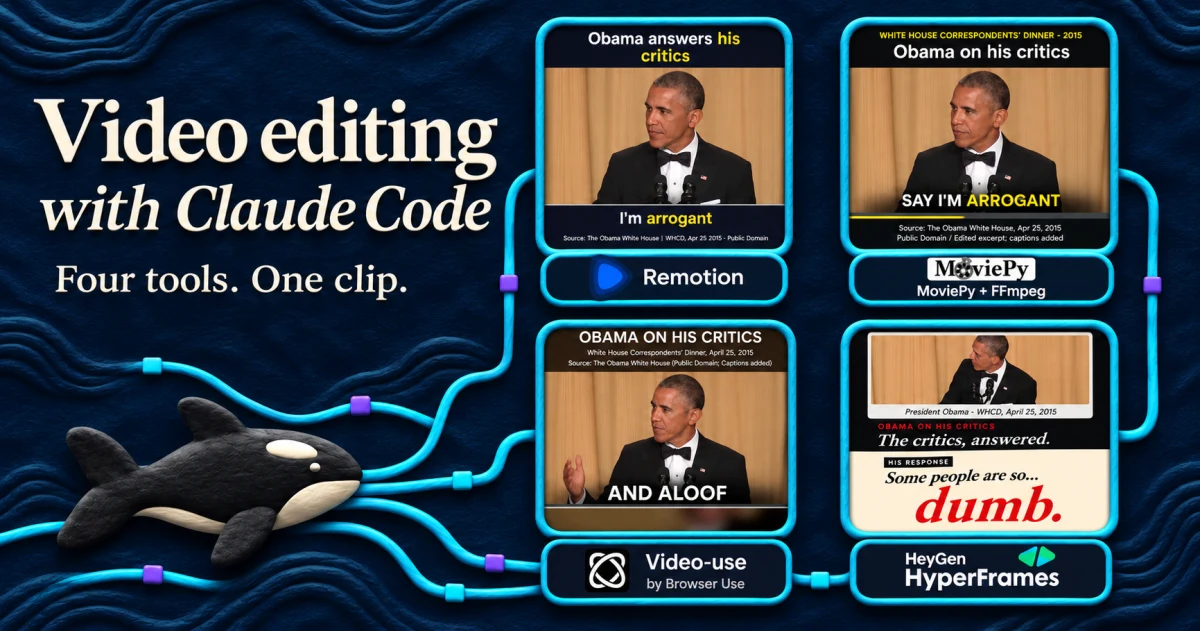 Video editing
with Claude Code
Four tools. One clip.
Obama answers his
critics
I'm arrogant
Source: The Obama White House | WHCD, Apr 25 2015 - Public Domain
Remotion
WHITE HOUSE CORRESPONDENTS' DINNER - 2015
Obama on his critics
SAY I'M ARROGANT
Source: The Obama White House, Apr 25, 2015
Public Domain / Edited excerpt; captions added
MoviePy
MoviePy + FFmpeg
OBAMA ON HIS CRITICS
White House Correspondents' Dinner, April 25, 2015
Source: The Obama White House (Public Domain; Captions added)
AND ALOOF
Video-use
by Browser Use
President Obama - WHCD, April 25, 2015
OBAMA ON HIS CRITICS
The critics, answered.
HIS RESPONSE
Some people are so...
dumb.
HeyGen
HyperFrames